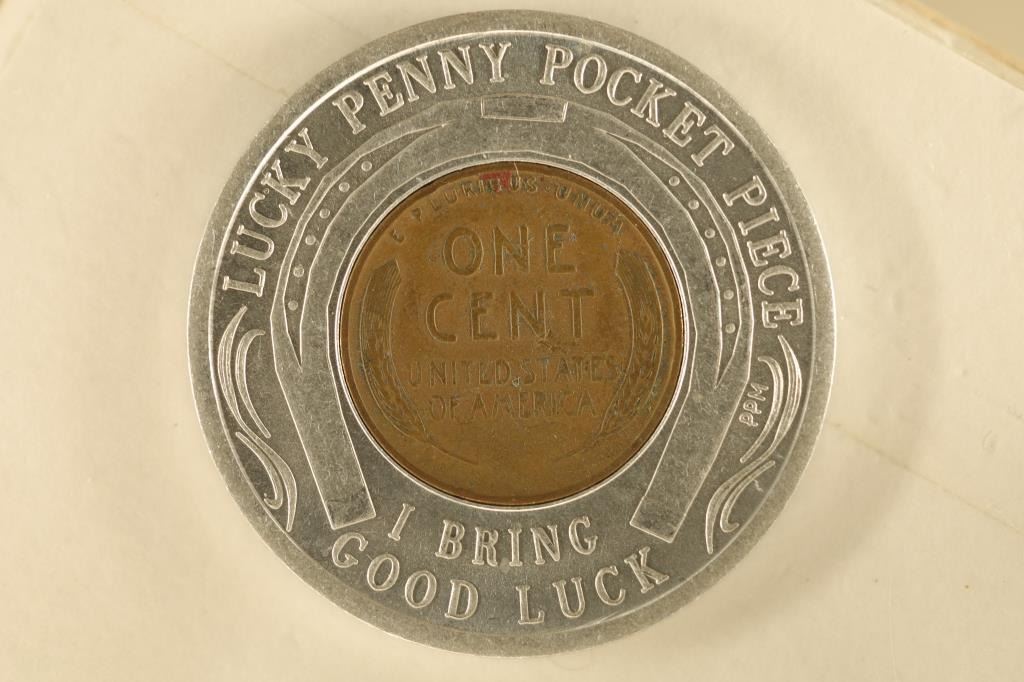 LUCKY PENNY POCKET PIECE
E · PLURIBUS · UNUM
ONE
CENT
UNITED·STATES
OF AMERICA
PPM
I BRING
GOOD LUCK